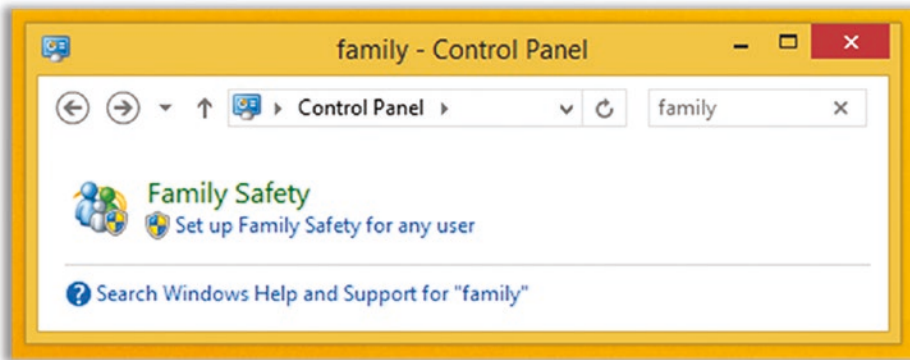 family - Control Panel
Control Panel
family
Family Safety
Set up Family Safety for any user
Search Windows Help and Support for "family"